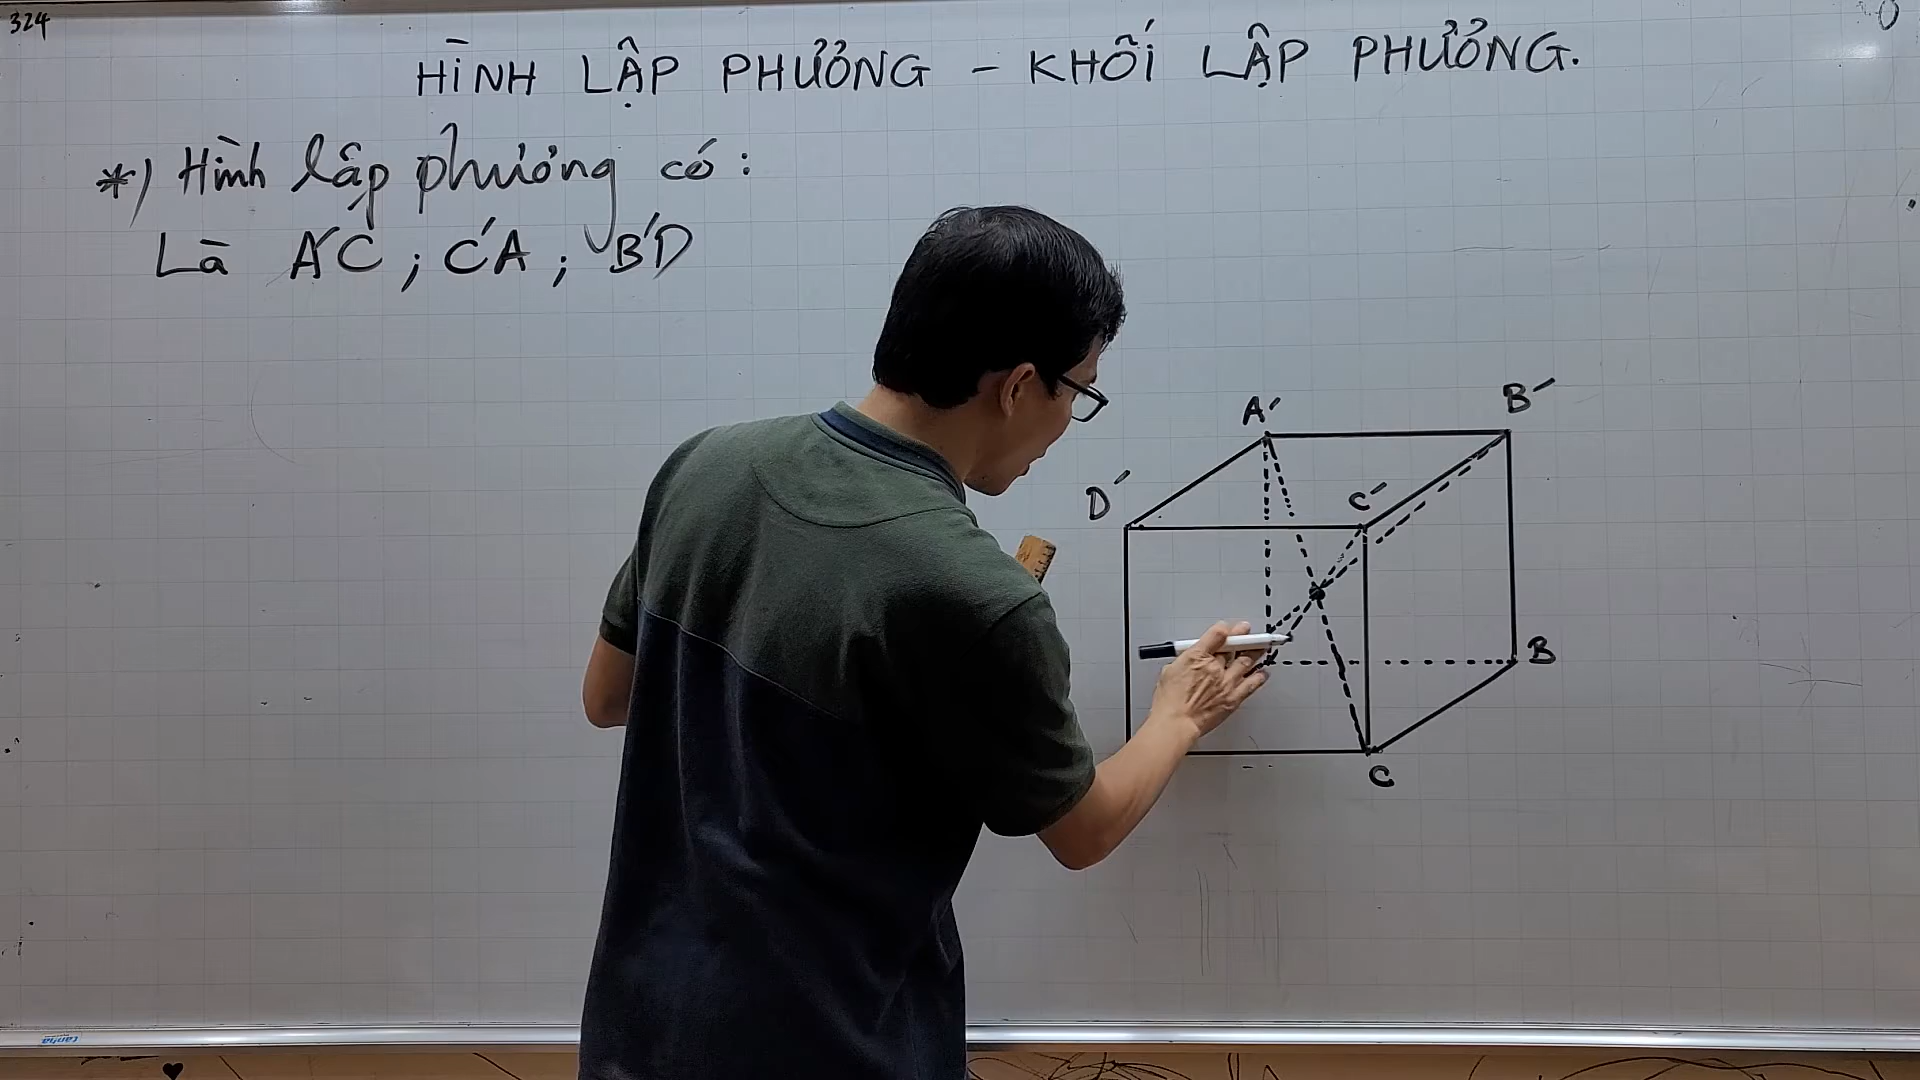 324
HÌNH LẬP PHƯƠNG - KHỐI LẬP PHƯƠNG.
*) Hình lập phương có :
Là A'C ; C'A ; B'D
A'
B'
D'
C'
B
C